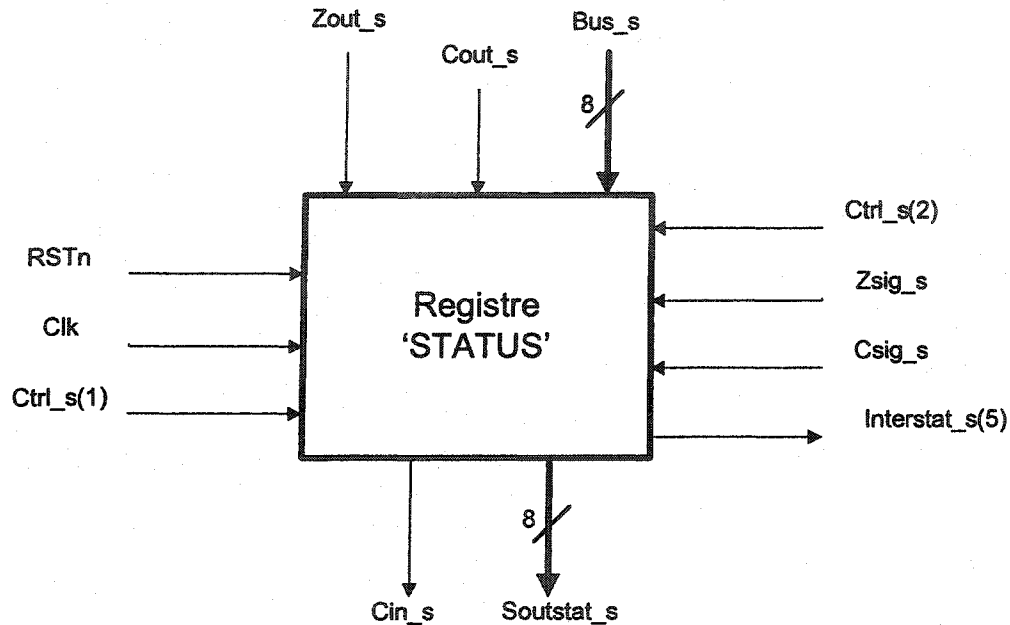 Zout_s
Cout_s
Bus_s
8
RSTn
Clk
Ctrl_s(1)
Registre
‘STATUS’
Ctrl_s(2)
Zsig_s
Csig_s
Interstat_s(5)
8
Cin_s
Soutstat_s